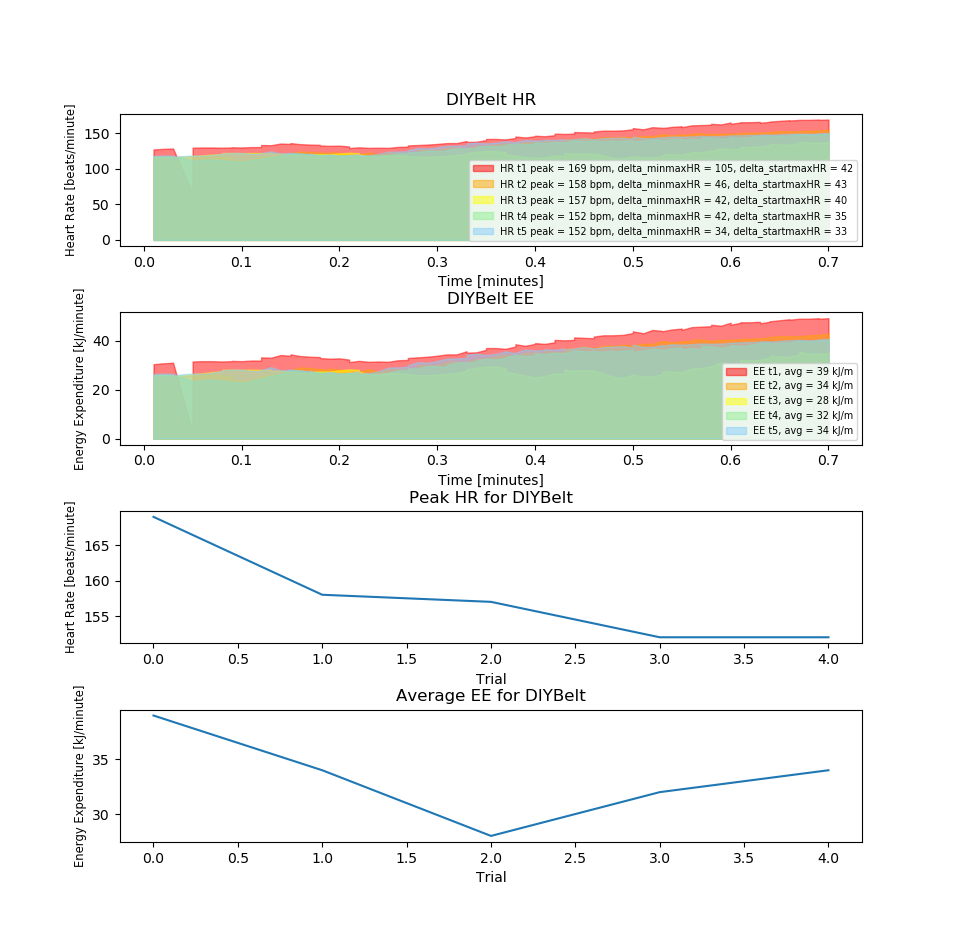 DIYBelt HR
Heart Rate [beats/minute]
150
100
50
0
HR t1 peak = 169 bpm, delta_minmaxHR = 105, delta_startmaxHR = 42
HR t2 peak = 158 bpm, delta_minmaxHR = 46, delta_startmaxHR = 43
HR t3 peak = 157 bpm, delta_minmaxHR = 42, delta_startmaxHR = 40
HR t4 peak = 152 bpm, delta_minmaxHR = 42, delta_startmaxHR = 35
HR t5 peak = 152 bpm, delta_minmaxHR = 34, delta_startmaxHR = 33
0.0 0.1 0.2 0.3 0.4 0.5 0.6 0.7
Time [minutes]
DIYBelt EE
Energy Expenditure [kJ/minute]
40
20
0
EE t1, avg = 39 kJ/m
EE t2, avg = 34 kJ/m
EE t3, avg = 28 kJ/m
EE t4, avg = 32 kJ/m
EE t5, avg = 34 kJ/m
0.0 0.1 0.2 0.3 0.4 0.5 0.6 0.7
Time [minutes]
Peak HR for DIYBelt
Heart Rate [beats/minute]
165
160
155
0.0 0.5 1.0 1.5 2.0 2.5 3.0 3.5 4.0
Trial
Average EE for DIYBelt
Energy Expenditure [kJ/minute]
35
30
0.0 0.5 1.0 1.5 2.0 2.5 3.0 3.5 4.0
Trial